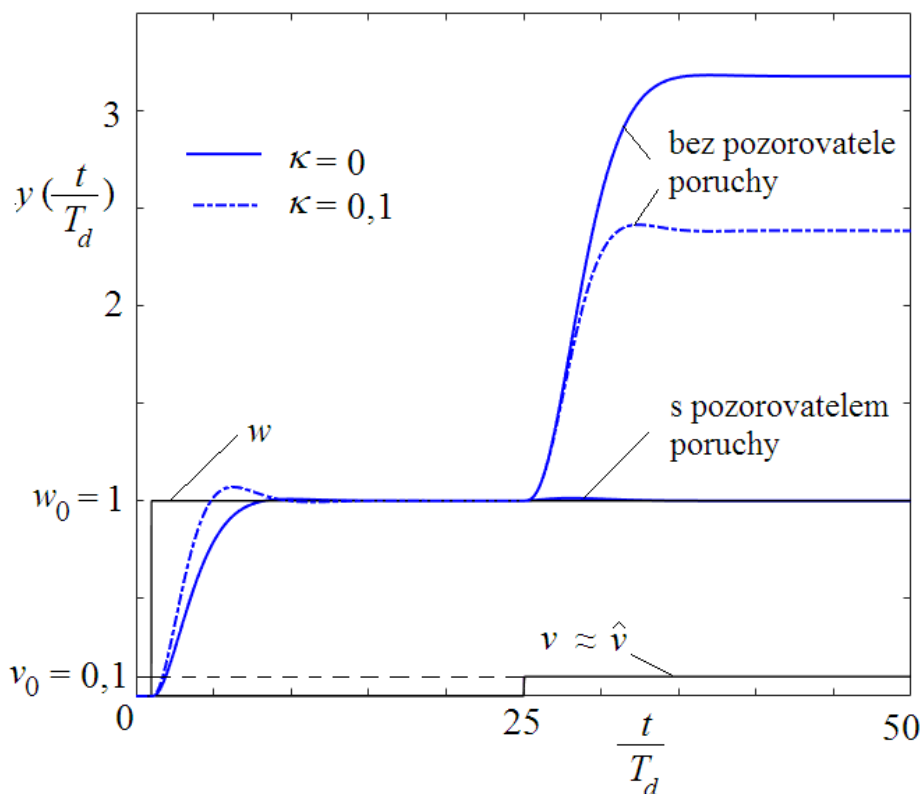 3
bez pozorovatele
poruchy
κ = 0
y(t/T_d)
κ = 0,1
2
s pozorovatelem
poruchy
w
w_0 = 1
v ≈ v̂
v_0 = 0,1
0
25
t/T_d
50